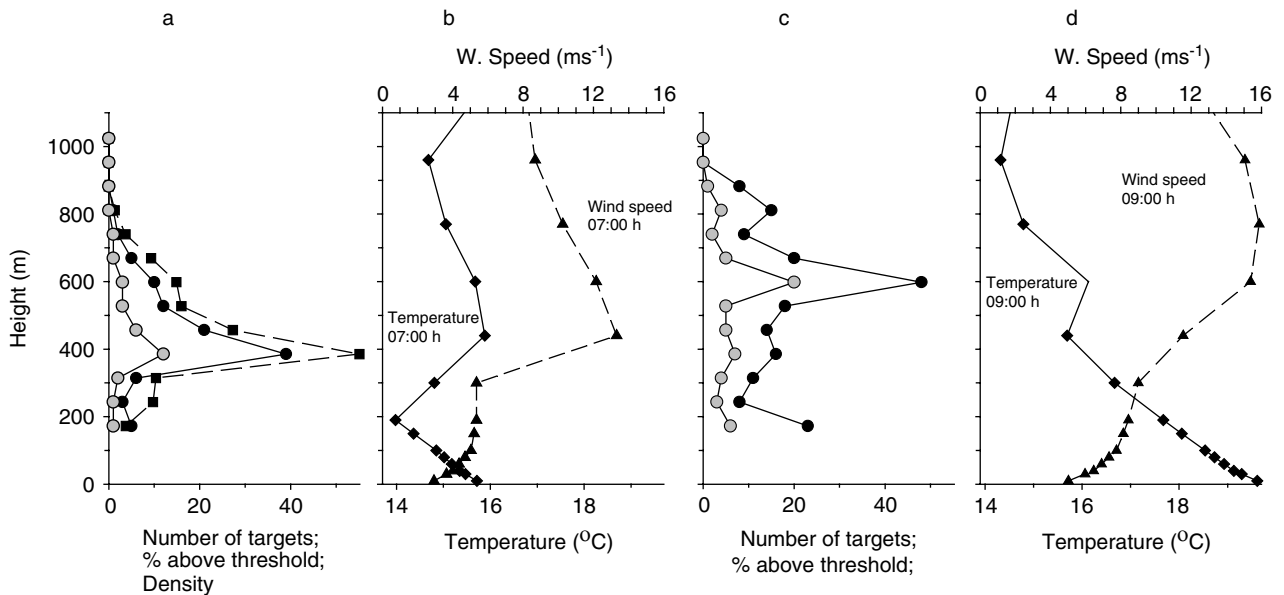 a
b
c
d
W. Speed (ms-1)
W. Speed (ms-1)
0 4 8 12 16
0 4 8 12 16
1000
800
600
400
200
0
Height (m)
Wind speed
07:00 h
Temperature
07:00 h
Wind speed
09:00 h
Temperature
09:00 h
0 20 40
14 16 18
0 20 40
14 16 18
Number of targets;
% above threshold;
Density
Temperature (OC)
Number of targets;
% above threshold;
Temperature (OC)